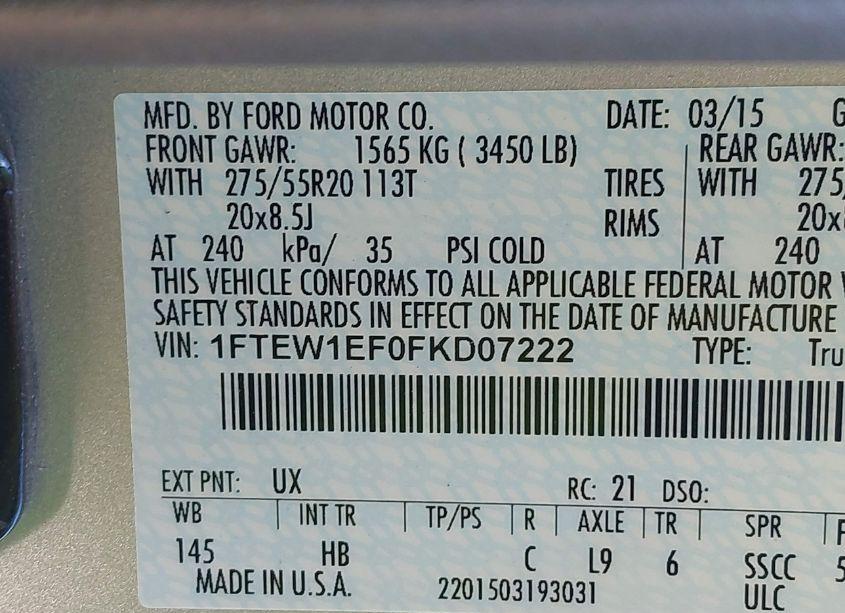 MFD. BY FORD MOTOR CO. DATE: 03/15 G
FRONT GAWR: 1565 KG ( 3450 LB) REAR GAWR:
WITH 275/55R20 113T TIRES WITH 275/
20x8.5J RIMS 20x8
AT 240 kPa/ 35 PSI COLD AT 240
THIS VEHICLE CONFORMS TO ALL APPLICABLE FEDERAL MOTOR V
SAFETY STANDARDS IN EFFECT ON THE DATE OF MANUFACTURE
VIN: 1FTEW1EF0FKD07222 TYPE: Tru
EXT PNT: UX RC: 21 DSO:
WB INT TR TP/PS R AXLE TR SPR
145 HB C L9 6 SSCC 5
MADE IN U.S.A. 2201503193031 ULC